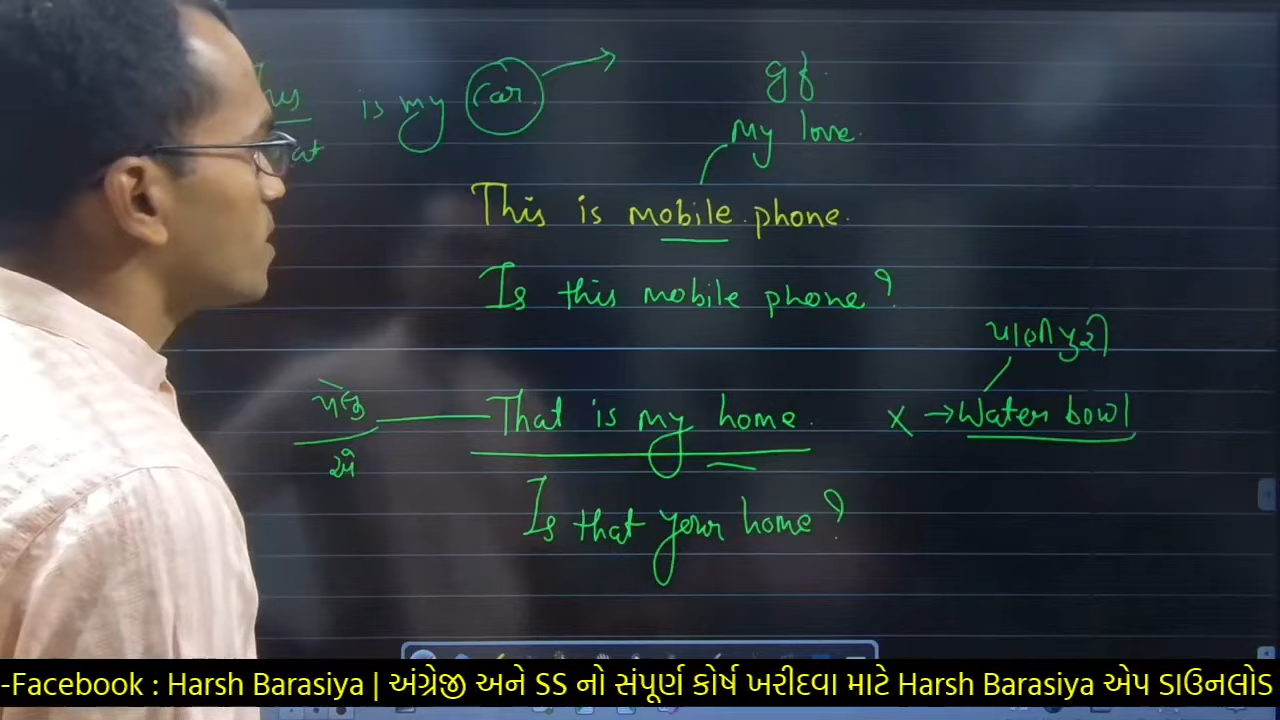 is my car.
gf.
my love.
This is mobile phone.
Is this mobile phone?
પાણીપુરી
That is my home. x → Water bowl
Is that your home?
-Facebook : Harsh Barasiya | અંગ્રેજી અને SS નો સંપૂર્ણ કોર્ષ ખરીદવા માટે Harsh Barasiya એપ ડાઉનલોડ